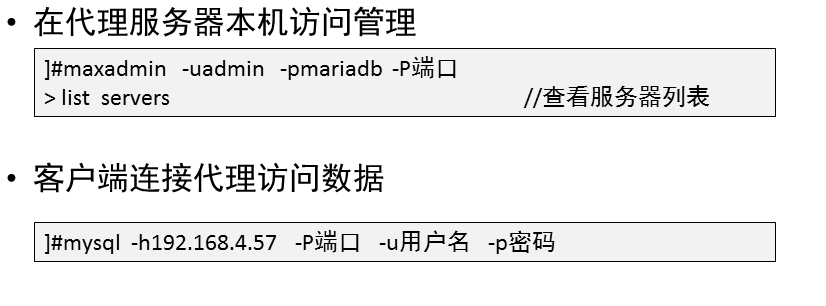 • 在代理服务器本机访问管理
]#maxadmin -uadmin -pmariadb -P端口
> list servers //查看服务器列表
• 客户端连接代理访问数据
]#mysql -h192.168.4.57 -P端口 -u用户名 -p密码